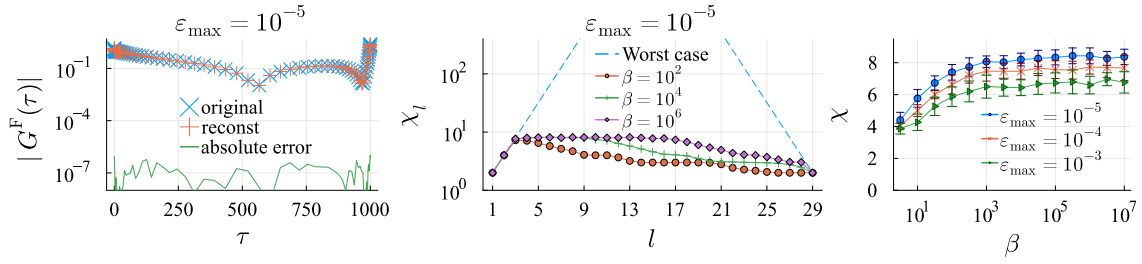 ε_max = 10^-5
|G^F(τ)|
10^-1
10^-4
10^-7
original
reconst
absolute error
0 250 500 750 1000
τ
ε_max = 10^-5
χ_l
10^2
10^1
10^0
Worst case
β = 10^2
β = 10^4
β = 10^6
1 5 9 13 17 21 25 29
l
χ
8
6
4
2
0
ε_max = 10^-5
ε_max = 10^-4
ε_max = 10^-3
10^1 10^3 10^5 10^7
β